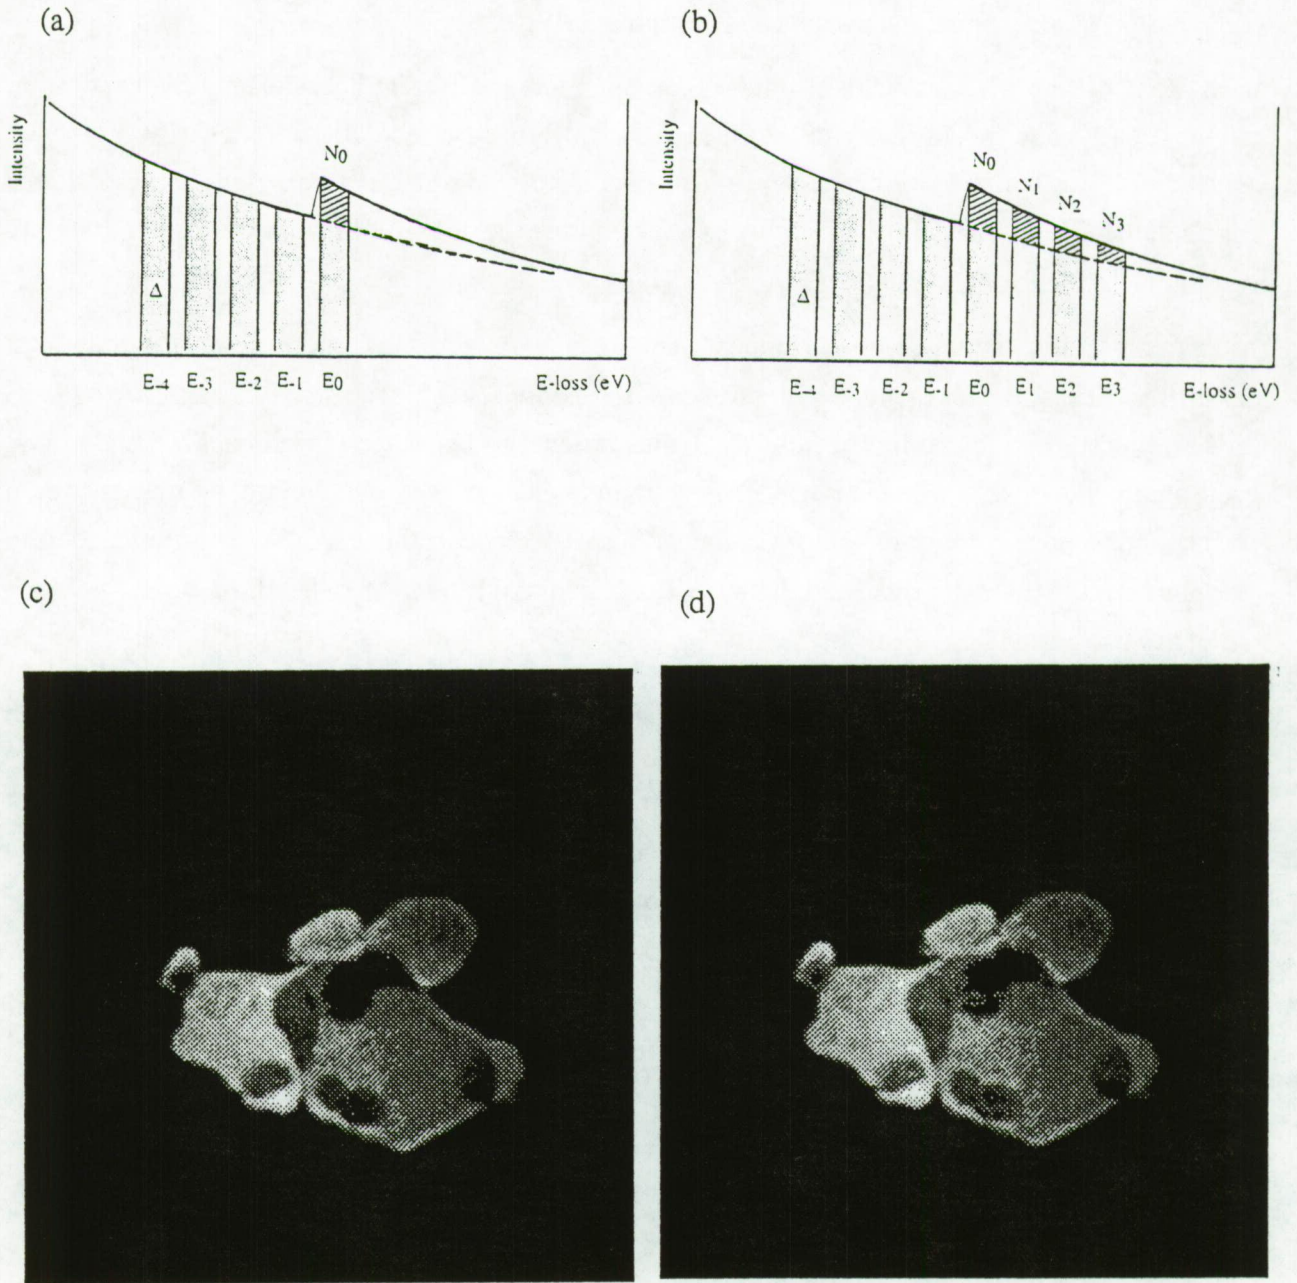 (a)
Intensity
N0
Δ
E-4 E-3 E-2 E-1 E0 E-loss (eV)
(b)
Intensity
N0
N1
N2
N3
Δ
E-4 E-3 E-2 E-1 E0 E1 E2 E3 E-loss (eV)
(c)
(d)